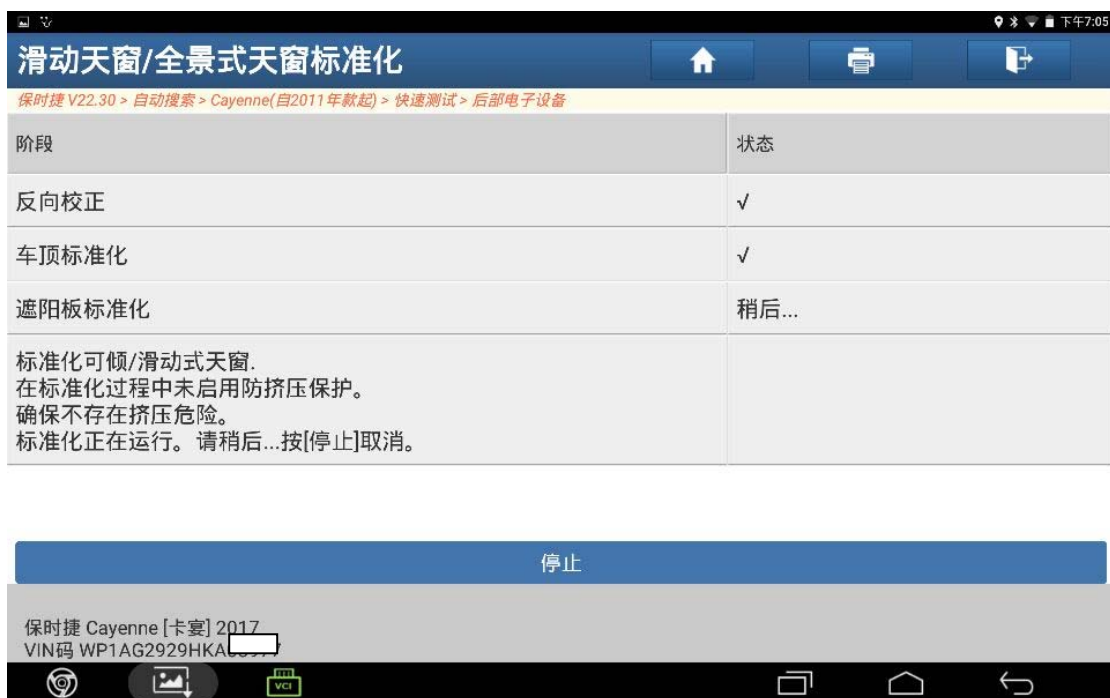 下午7:05
滑动天窗/全景式天窗标准化
保时捷 V22.30 > 自动搜索 > Cayenne(自2011年款起) > 快速测试 > 后部电子设备
阶段 状态
反向校正 √
车顶标准化 √
遮阳板标准化 稍后...
标准化可倾/滑动式天窗.
在标准化过程中未启用防挤压保护。
确保不存在挤压危险。
标准化正在运行。请稍后...按[停止]取消。
停止
保时捷 Cayenne [卡宴] 2017
VIN码 WP1AG2929HKA
VCI